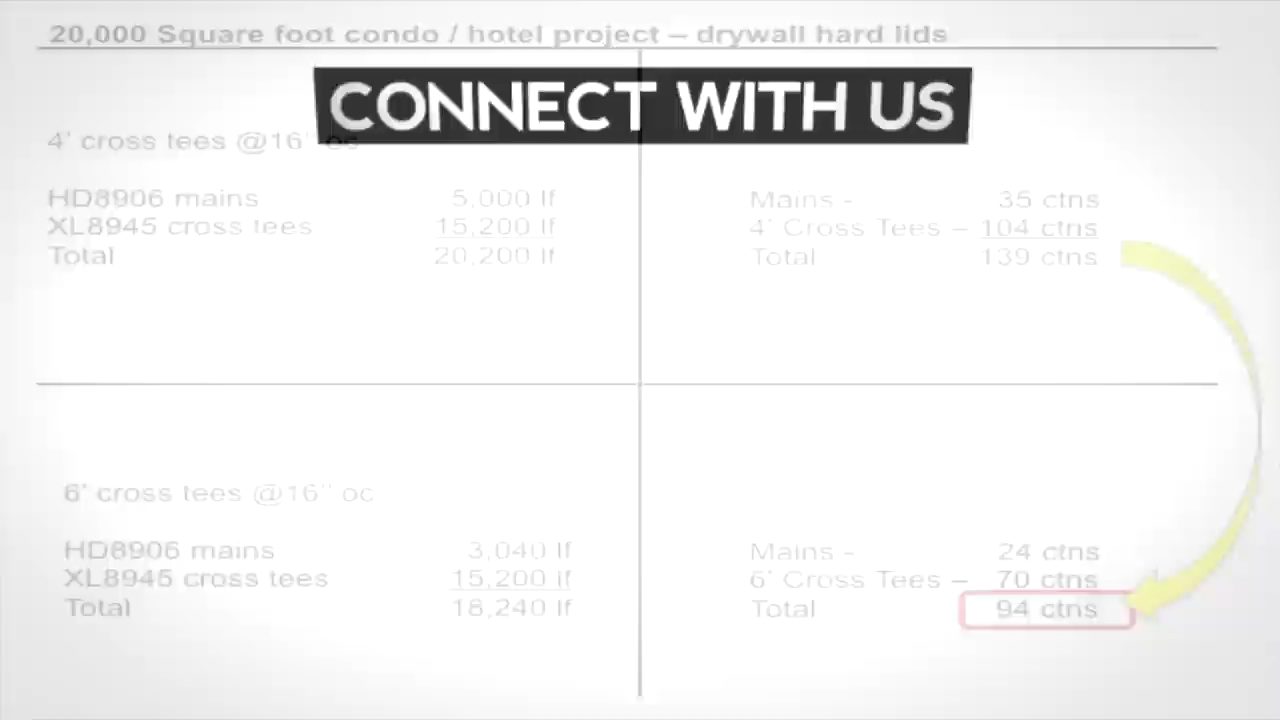 20,000 Square foot condo / hotel project – drywall hard lids
CONNECT WITH US
4' cross tees @16" oc
HD8906 mains 5,000 lf
XL8945 cross tees 15,200 lf
Total 20,200 lf
Mains - 35 ctns
4' Cross Tees – 104 ctns
Total 139 ctns
6' cross tees @16" oc
HD8906 mains 3,040 lf
XL8945 cross tees 15,200 lf
Total 18,240 lf
Mains - 24 ctns
6' Cross Tees – 70 ctns
Total 94 ctns